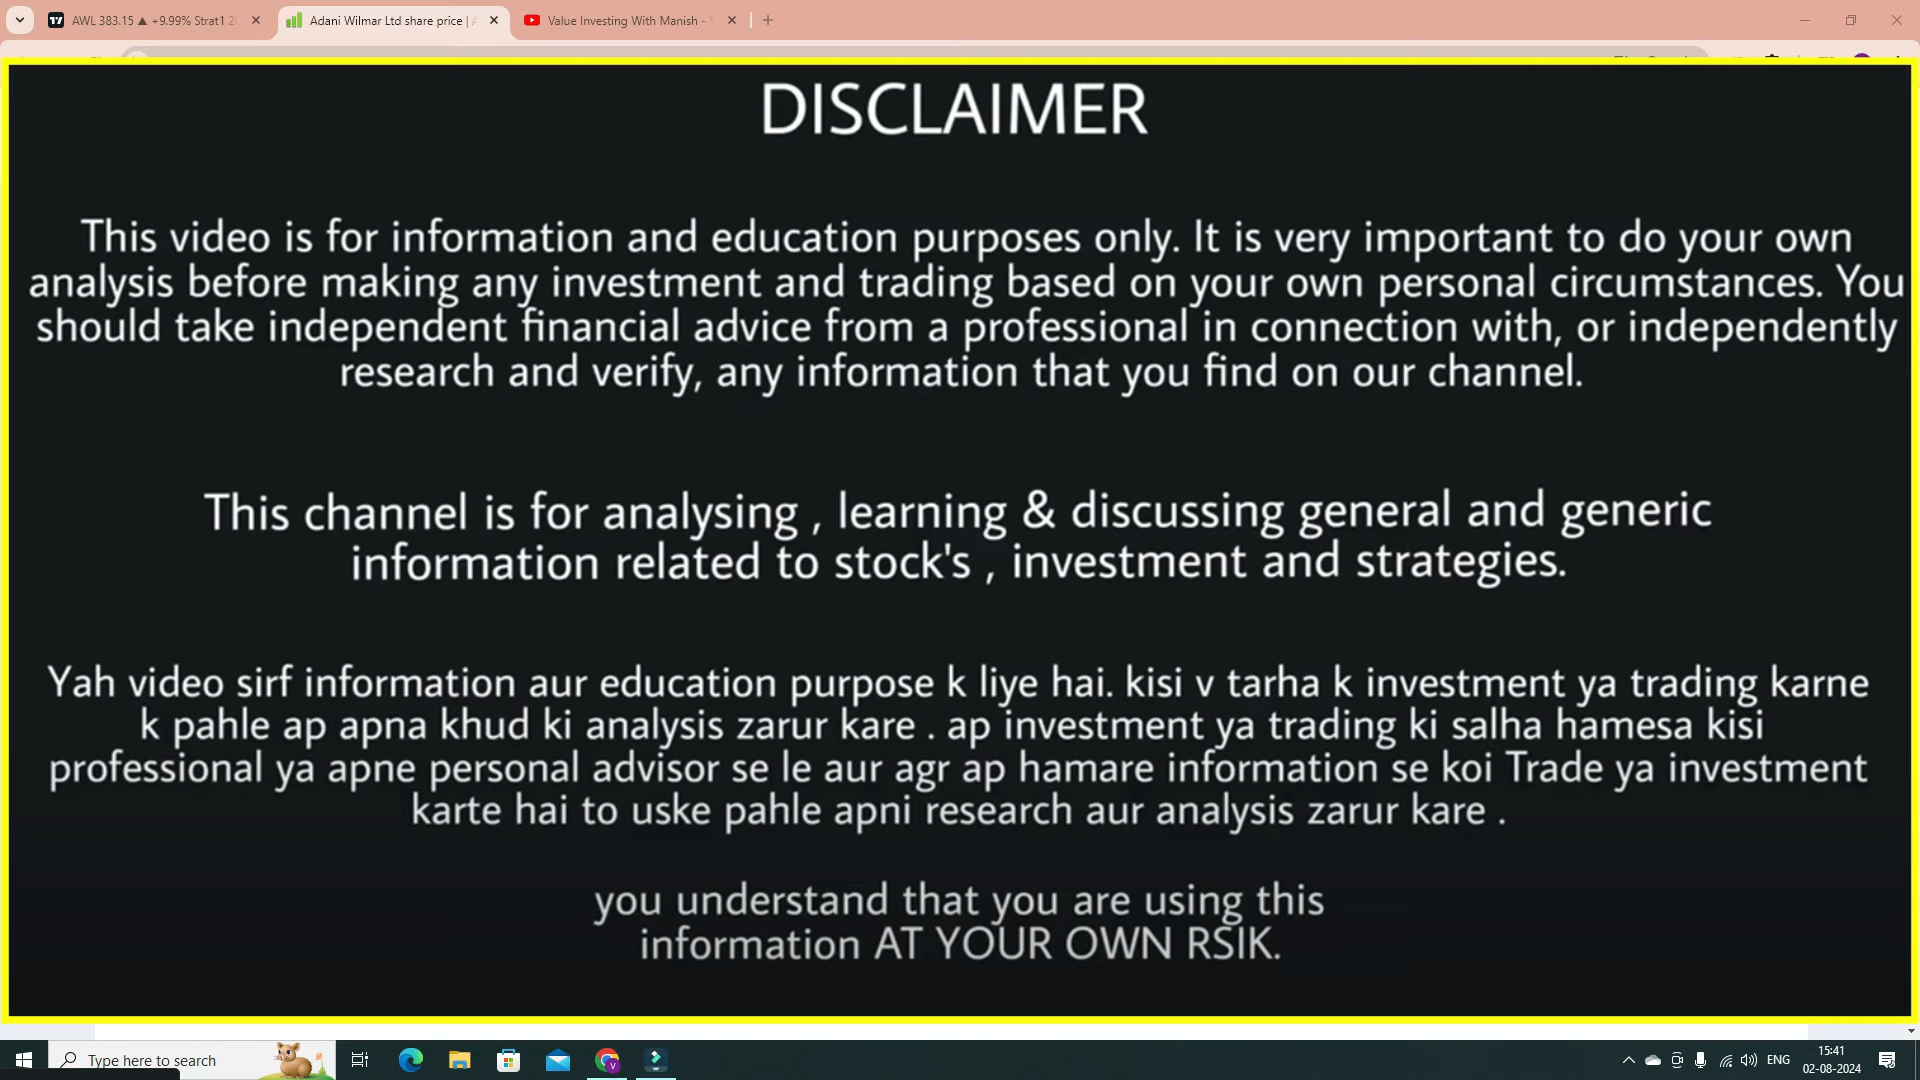 AWL 383.15 ▲ +9.99% Strat1
Adani Wilmar Ltd share price |
Value Investing With Manish -
DISCLAIMER
This video is for information and education purposes only. It is very important to do your own
analysis before making any investment and trading based on your own personal circumstances. You
should take independent financial advice from a professional in connection with, or independently
research and verify, any information that you find on our channel.
This channel is for analysing , learning & discussing general and generic
information related to stock's , investment and strategies.
Yah video sirf information aur education purpose k liye hai. kisi v tarha k investment ya trading karne
k pahle ap apna khud ki analysis zarur kare . ap investment ya trading ki salha hamesa kisi
professional ya apne personal advisor se le aur agr ap hamare information se koi Trade ya investment
karte hai to uske pahle apni research aur analysis zarur kare .
you understand that you are using this
information AT YOUR OWN RSIK.
Type here to search
ENG
15:41
02-08-2024